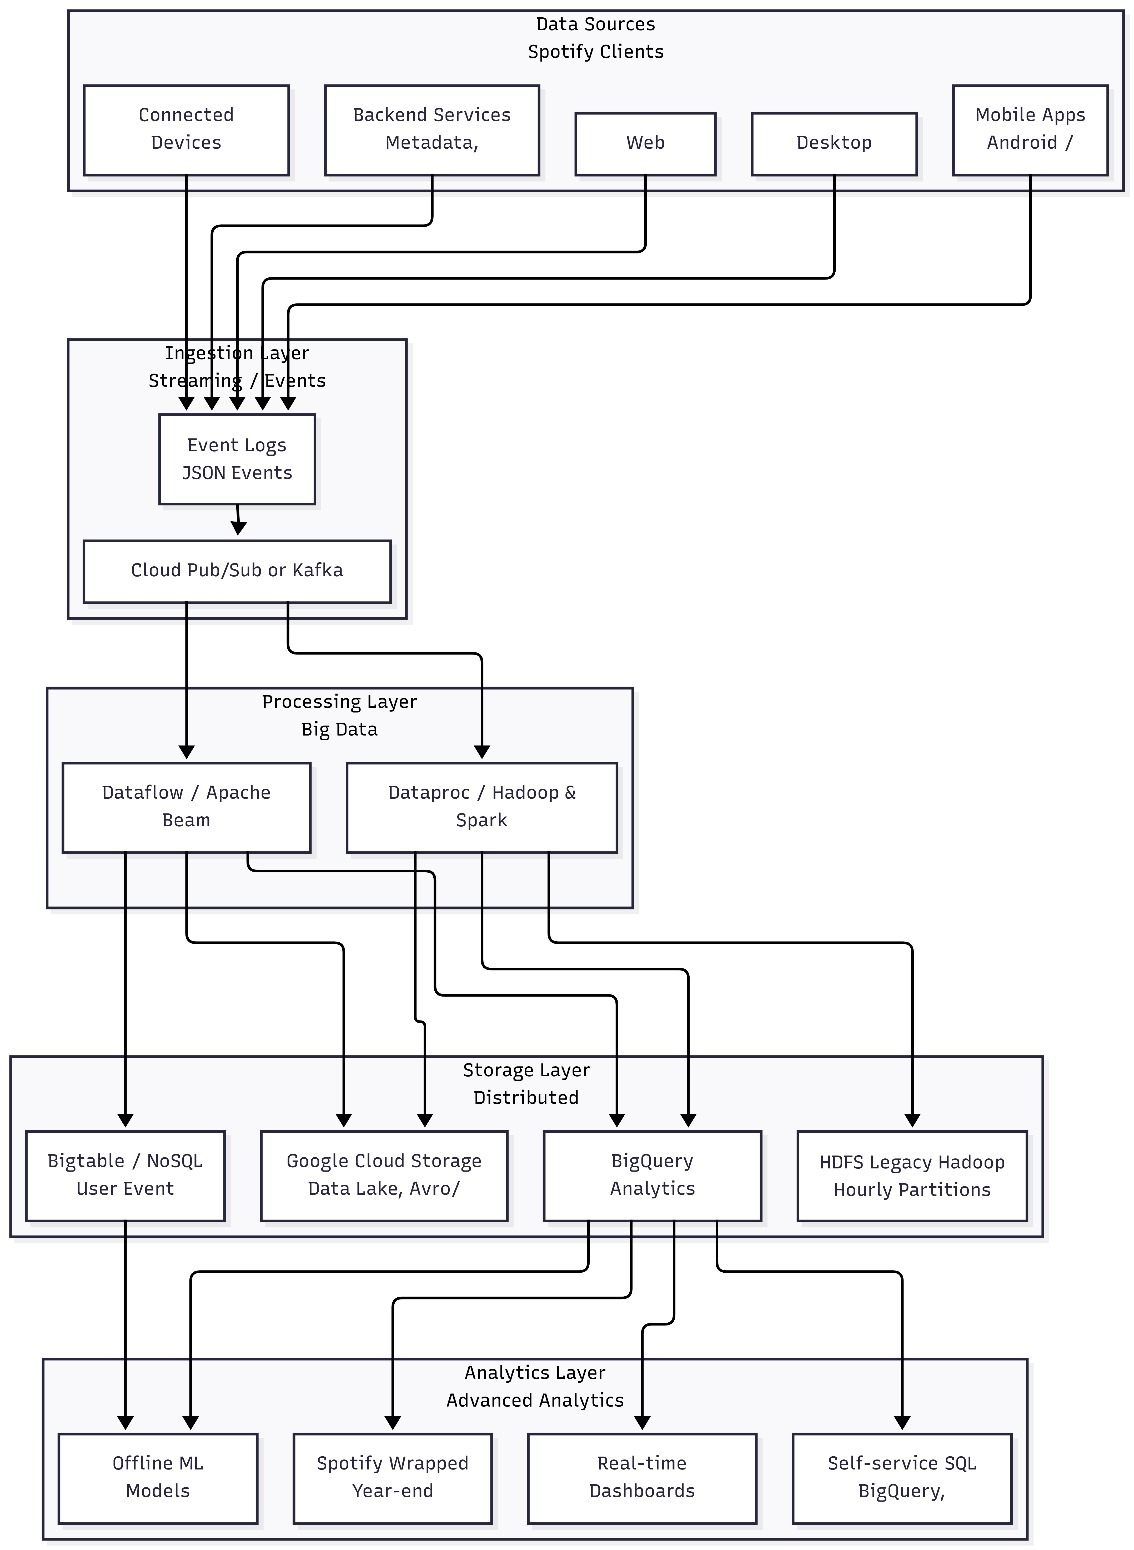 Data Sources
Spotify Clients
Connected
Devices
Backend Services
Metadata,
Web
Desktop
Mobile Apps
Android /
Ingestion Layer
Streaming / Events
Event Logs
JSON Events
Cloud Pub/Sub or Kafka
Processing Layer
Big Data
Dataflow / Apache
Beam
Dataproc / Hadoop &
Spark
Storage Layer
Distributed
Bigtable / NoSQL
User Event
Google Cloud Storage
Data Lake, Avro/
BigQuery
Analytics
HDFS Legacy Hadoop
Hourly Partitions
Analytics Layer
Advanced Analytics
Offline ML
Models
Spotify Wrapped
Year-end
Real-time
Dashboards
Self-service SQL
BigQuery,